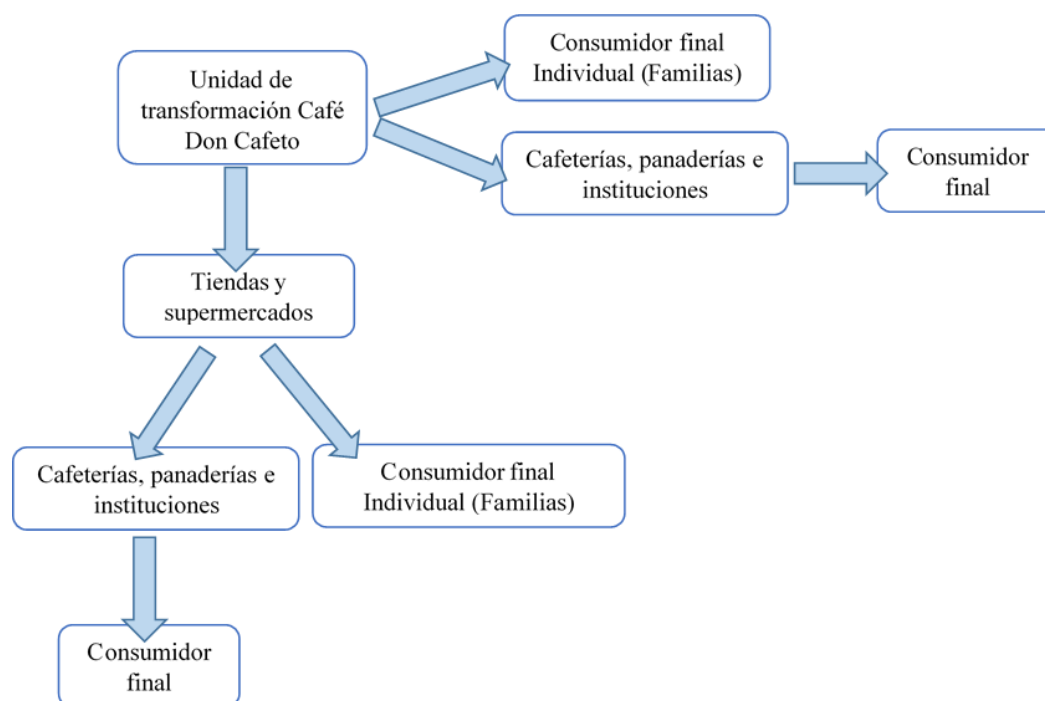 Unidad de
transformación Café
Don Cafeto
Consumidor final
Individual (Familias)
Cafeterías, panaderías e
instituciones
Consumidor
final
Tiendas y
supermercados
Cafeterías, panaderías e
instituciones
Consumidor final
Individual (Familias)
Consumidor
final